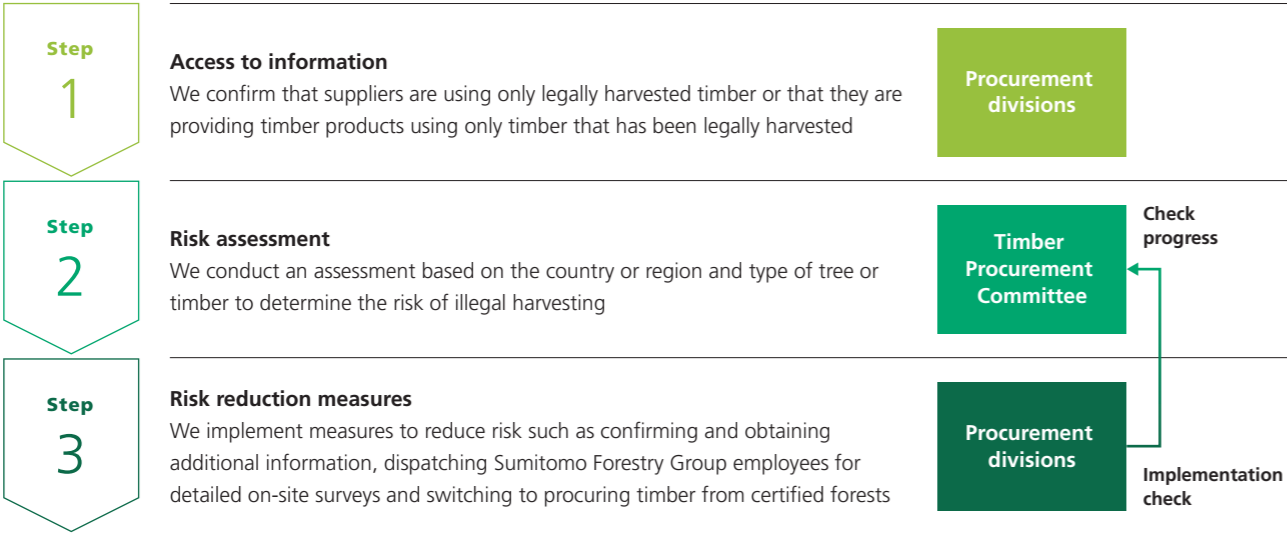 Step
1
Access to information
We confirm that suppliers are using only legally harvested timber or that they are
providing timber products using only timber that has been legally harvested
Procurement
divisions
Step
2
Risk assessment
We conduct an assessment based on the country or region and type of tree or
timber to determine the risk of illegal harvesting
Timber
Procurement
Committee
Check
progress
Step
3
Risk reduction measures
We implement measures to reduce risk such as confirming and obtaining
additional information, dispatching Sumitomo Forestry Group employees for
detailed on-site surveys and switching to procuring timber from certified forests
Procurement
divisions
Implementation
check